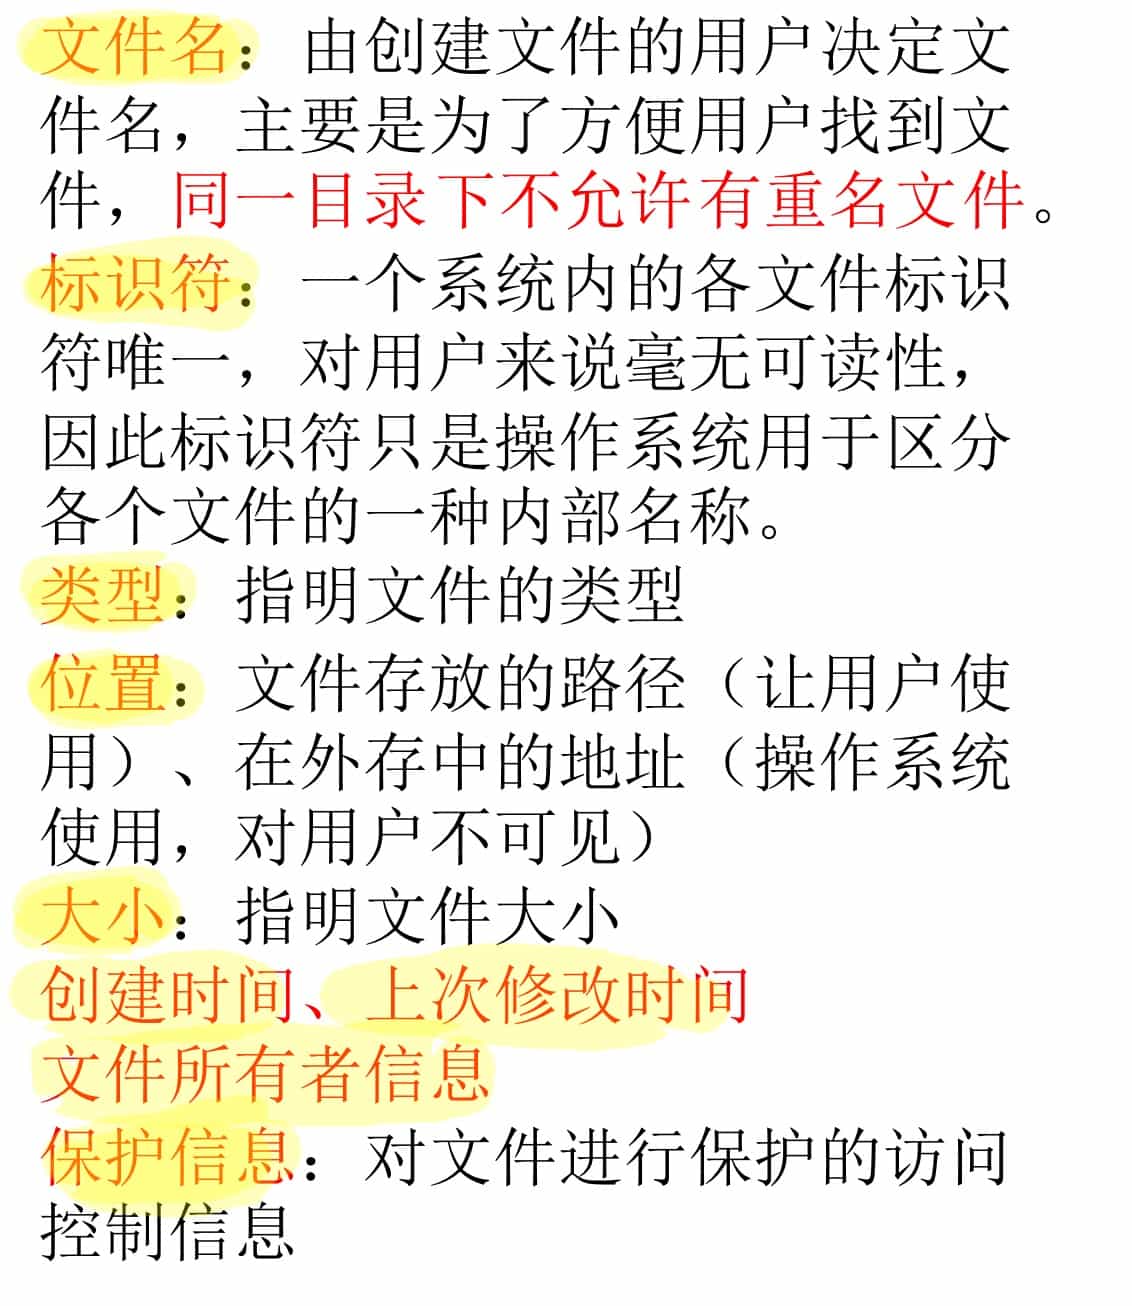 文件名：由创建文件的用户决定文
件名，主要是为了方便用户找到文
件，同一目录下不允许有重名文件。
标识符：一个系统内的各文件标识
符唯一，对用户来说毫无可读性，
因此标识符只是操作系统用于区分
各个文件的一种内部名称。
类型：指明文件的类型
位置：文件存放的路径（让用户使
用）、在外存中的地址（操作系统
使用，对用户不可见）
大小：指明文件大小
创建时间、上次修改时间
文件所有者信息
保护信息：对文件进行保护的访问
控制信息